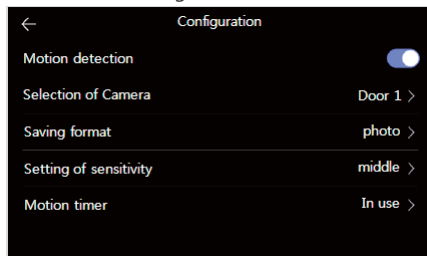 Configuration
Motion detection
Selection of Camera Door 1 >
Saving format photo >
Setting of sensitivity middle >
Motion timer In use >